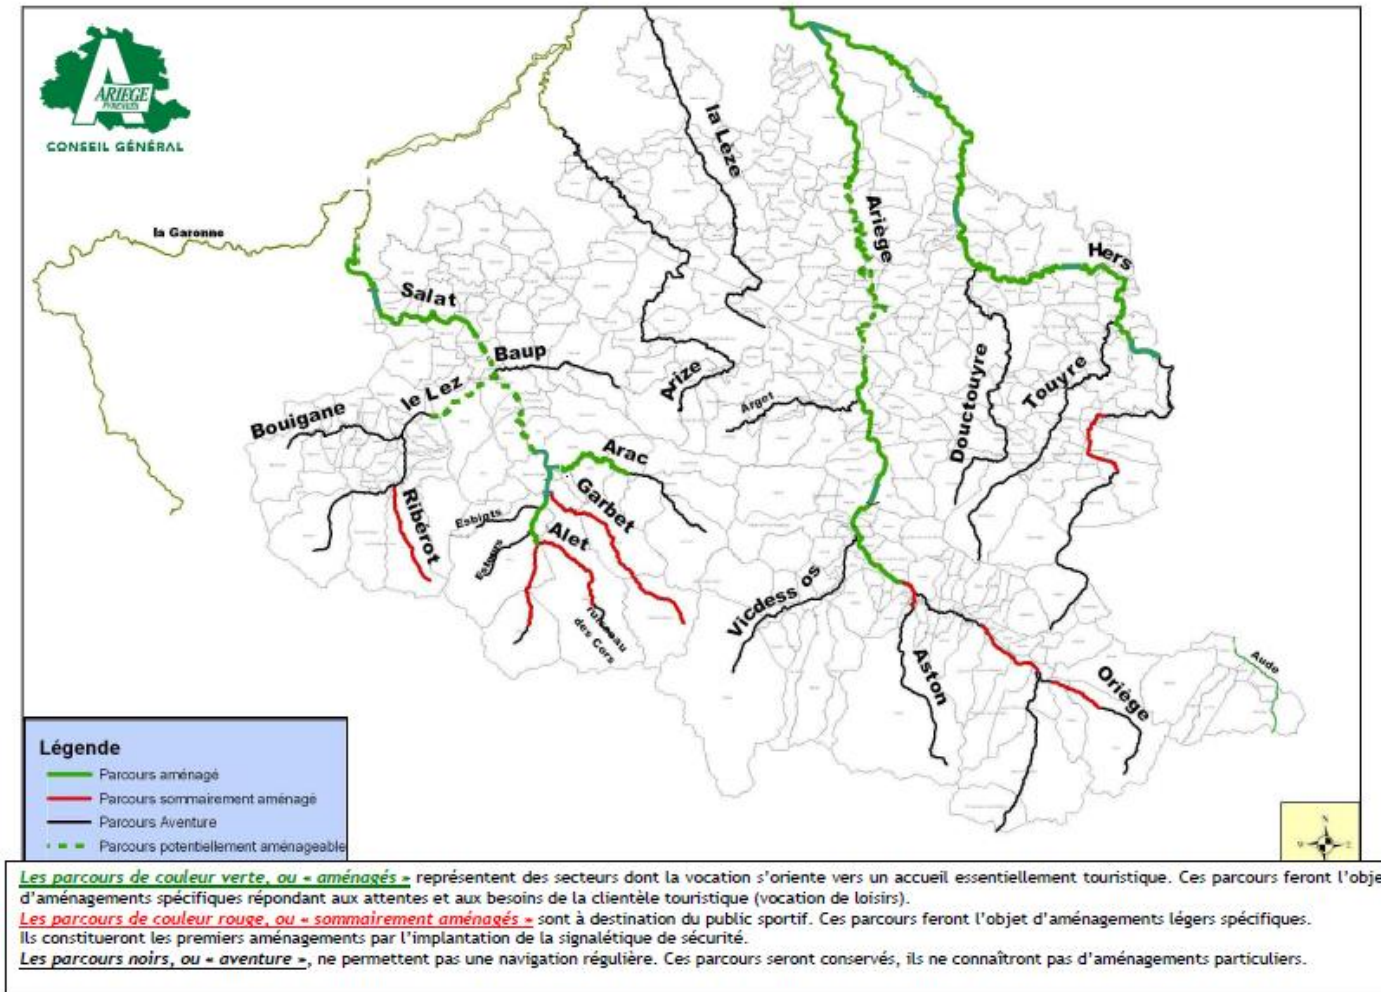 ARIEGE
PYRENEES
CONSEIL GÉNÉRAL
la Lèze
Ariège
la Garonne
Hers
Salat
Baup
Arize
le Lez
Bouigane
Arget
Douctouyre
Touyre
Arac
Garbet
Ribérot
Esbints
Alet
Estours
ruisseau
des Cors
Vicdessos
Aston
Oriège
Aude
Légende
Parcours aménagé
Parcours sommairement aménagé
Parcours Aventure
Parcours potentiellement aménageable
N
W E
Les parcours de couleur verte, ou « aménagés » représentent des secteurs dont la vocation s'oriente vers un accueil essentiellement touristique. Ces parcours feront l'obje
d'aménagements spécifiques répondant aux attentes et aux besoins de la clientèle touristique (vocation de loisirs).
Les parcours de couleur rouge, ou « sommairement aménagés » sont à destination du public sportif. Ces parcours feront l'objet d'aménagements légers spécifiques.
Ils constitueront les premiers aménagements par l'implantation de la signalétique de sécurité.
Les parcours noirs, ou « aventure », ne permettent pas une navigation régulière. Ces parcours seront conservés, ils ne connaîtront pas d'aménagements particuliers.